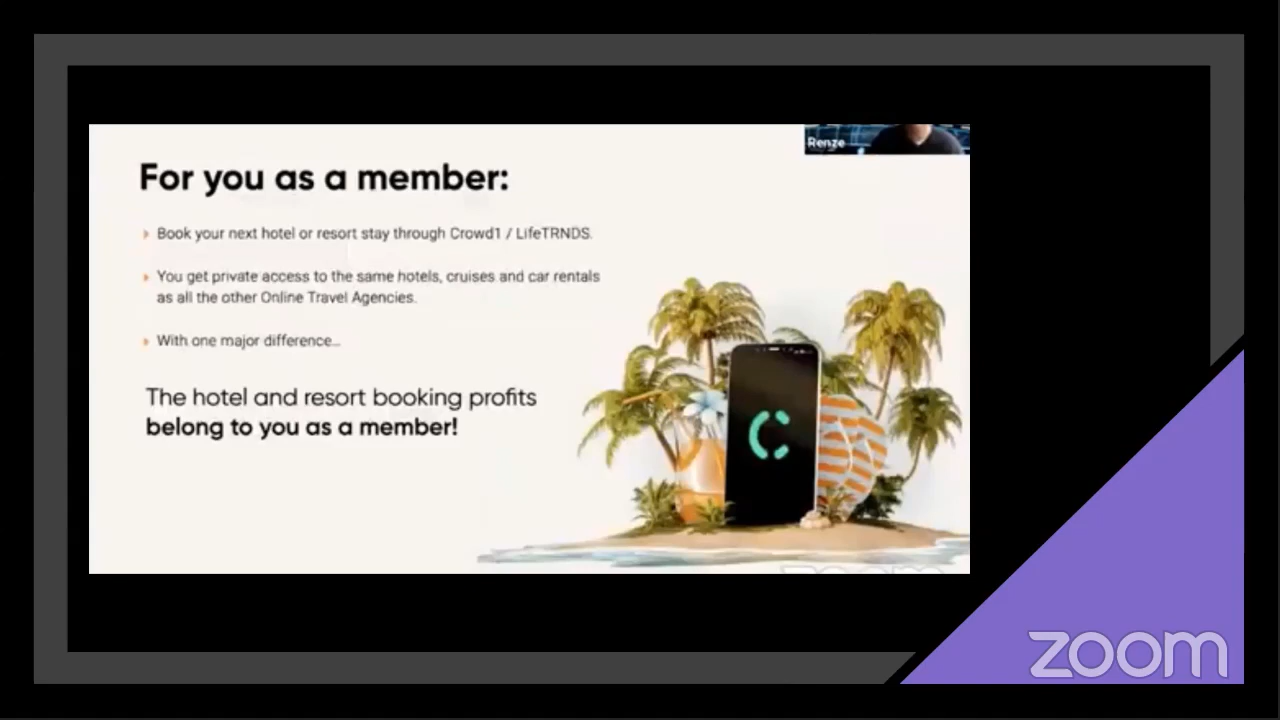 Renze
For you as a member:
Book your next hotel or resort stay through Crowd1 / LifeTRNDS.
You get private access to the same hotels, cruises and car rentals
as all the other Online Travel Agencies.
With one major difference...
The hotel and resort booking profits
belong to you as a member!
zoom